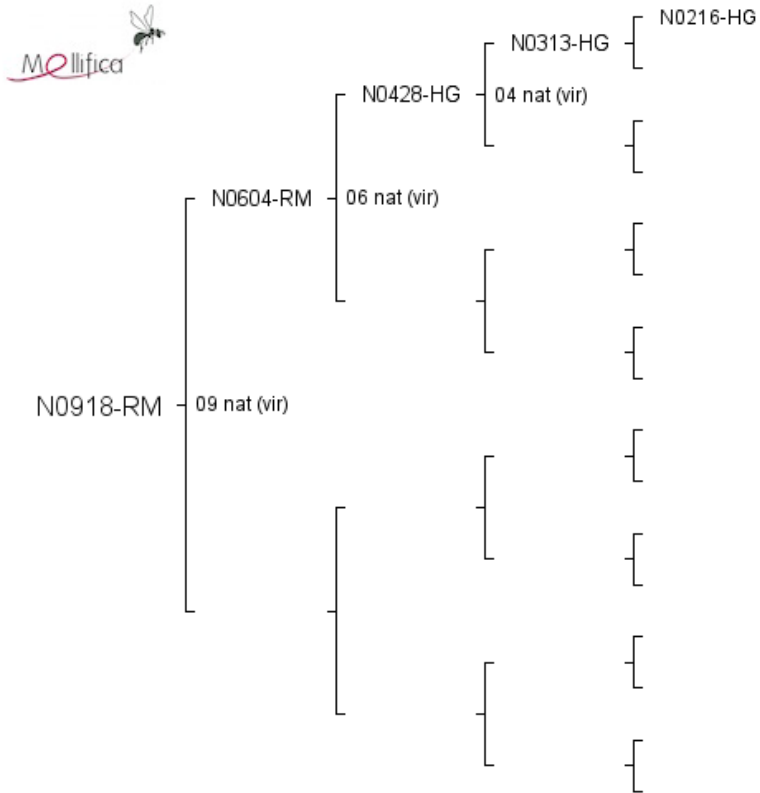 Mellifica
N0216-HG
N0313-HG
N0428-HG
04 nat (vir)
N0604-RM
06 nat (vir)
N0918-RM
09 nat (vir)